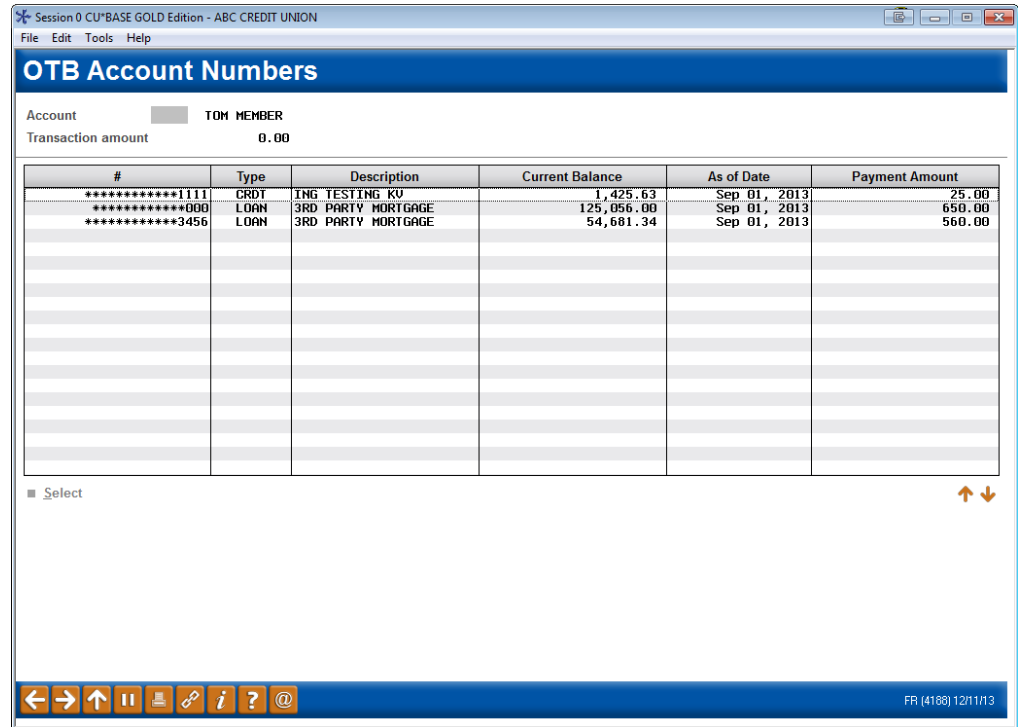 Session 0 CU*BASE GOLD Edition - ABC CREDIT UNION
File Edit Tools Help
OTB Account Numbers
Account TOM MEMBER
Transaction amount 0.00
# Type Description Current Balance As of Date Payment Amount
************1111 CRDT ING TESTING KV 1,425.63 Sep 01, 2013 25.00
************000 LOAN 3RD PARTY MORTGAGE 125,056.00 Sep 01, 2013 650.00
************3456 LOAN 3RD PARTY MORTGAGE 54,681.34 Sep 01, 2013 560.00
Select
FR (4188) 12/11/13